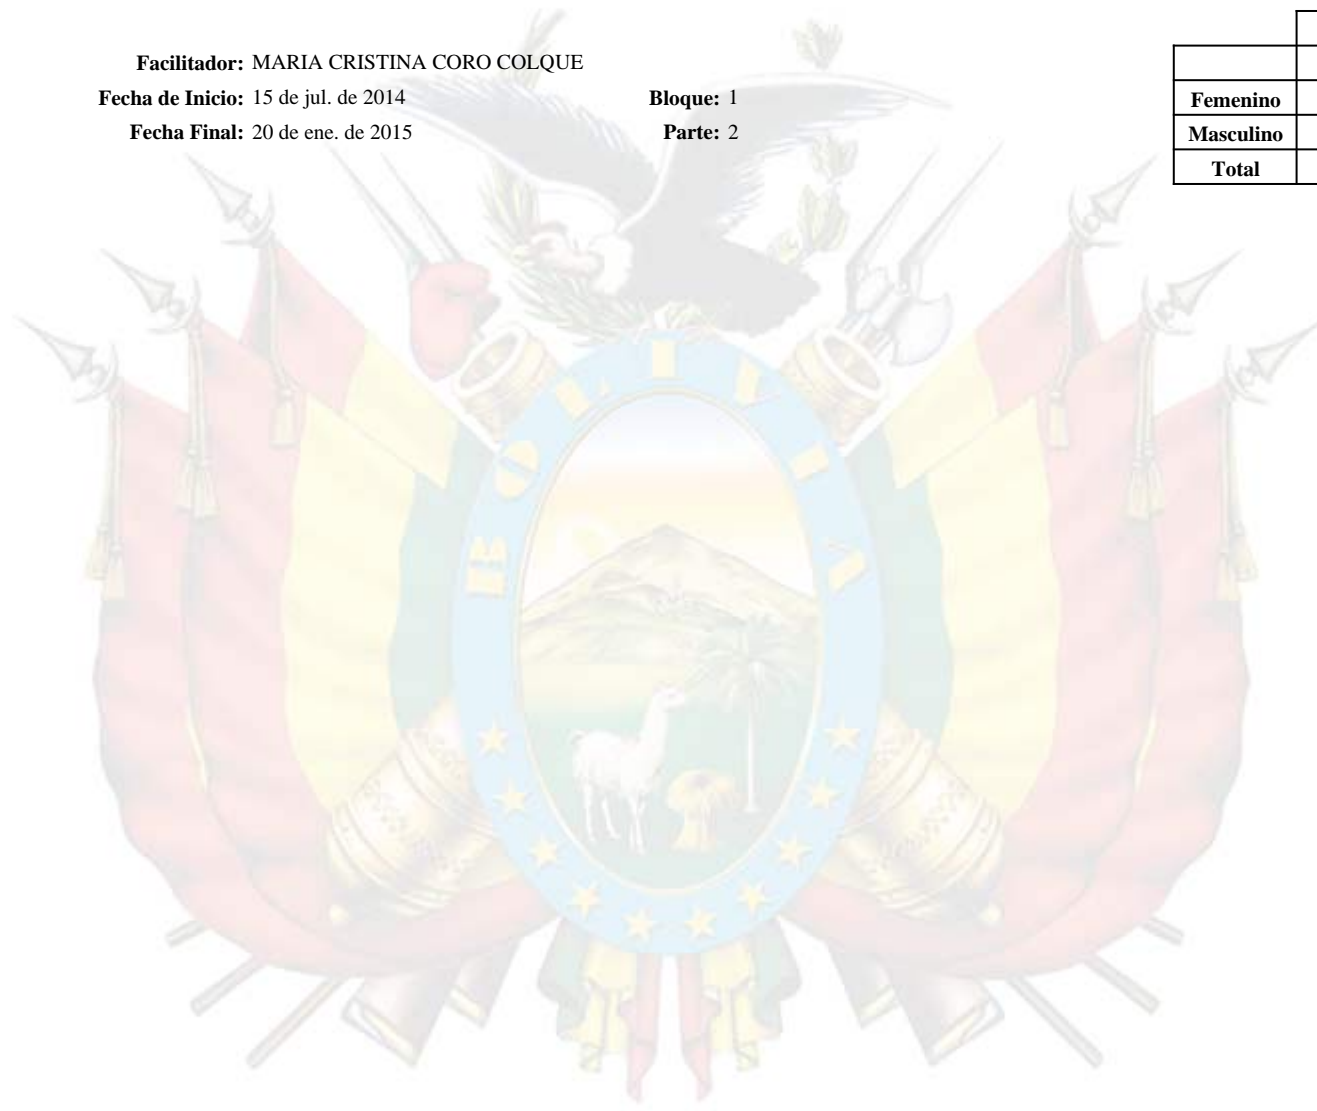 Facilitador: MARIA CRISTINA CORO COLQUE
Fecha de Inicio: 15 de jul. de 2014 Bloque: 1
Fecha Final: 20 de ene. de 2015 Parte: 2
Femenino
Masculino
Total
BOLIVIA